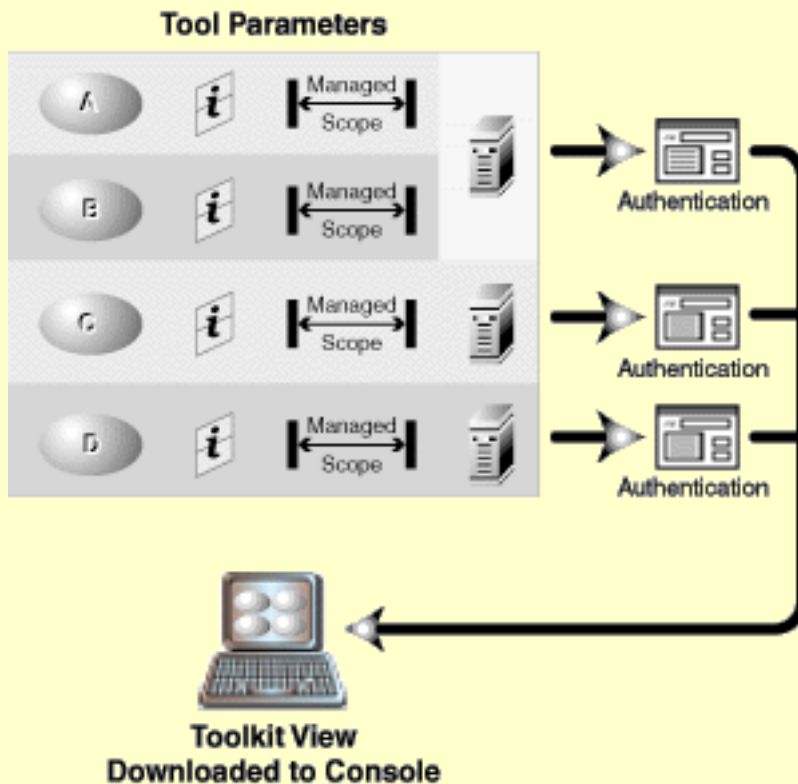 Tool Parameters
A
i
Managed
Scope
Authentication
B
i
Managed
Scope
C
i
Managed
Scope
Authentication
D
i
Managed
Scope
Authentication
Toolkit View
Downloaded to Console